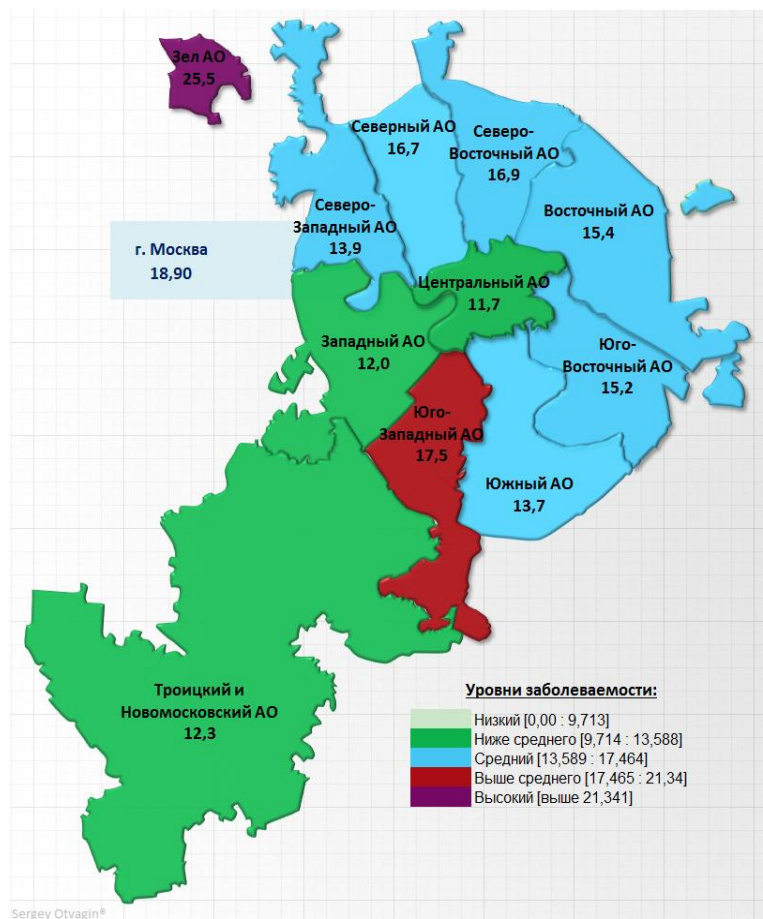 Зел АО
25,5
Северный АО
16,7
Северо-
Восточный АО
16,9
Северо-
Западный АО
13,9
Восточный АО
15,4
г. Москва
18,90
Центральный АО
11,7
Западный АО
12,0
Юго-
Восточный АО
15,2
Юго-
Западный АО
17,5
Южный АО
13,7
Троицкий и
Новомосковский АО
12,3
Уровни заболеваемости:
Низкий [0,00 : 9,713]
Ниже среднего [9,714 : 13,588]
Средний [13,589 : 17,464]
Выше среднего [17,465 : 21,34]
Высокий [выше 21,341]
Sergey Otvagin®